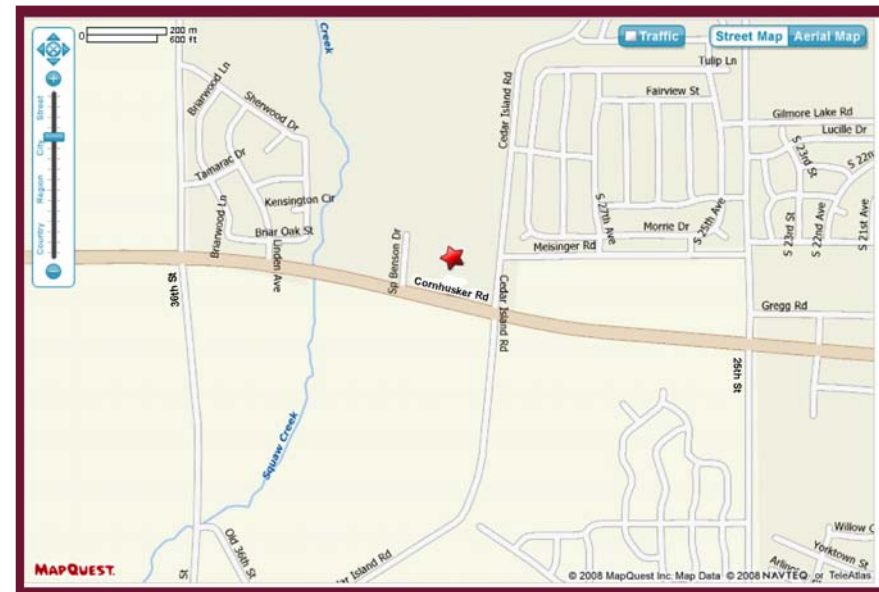 0
200 m
600 ft
Creek
Traffic
Street Map
Aerial Map
Street
City
Region
Country
Briarwood Ln
Sherwood Dr
Tamarac Dr
Kensington Cir
Briarwood Ln
Briar Oak St
Linden Ave
36th St
Sp Benson Dr
Cornhusker Rd
Cedar Island Rd
Cedar Island Rd
Tulip Ln
Fairview St
Gilmore Lake Rd
Lucille Dr
S 23rd St
S 22n
S 27th Ave
Morrie Dr
S 25th Ave
Meisinger Rd
S 23rd St
S 22nd Ave
S 21st Ave
Gregg Rd
25th St
Squaw Creek
Old 36th St
St
ar Island Rd
Willow C
Yorktown St
Arling
MAPQUEST.
© 2008 MapQuest Inc. Map Data © 2008 NAVTEQ or TeleAtlas